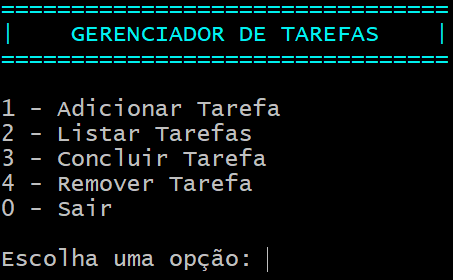 ================================
|    GERENCIADOR DE TAREFAS    |
================================
1 - Adicionar Tarefa
2 - Listar Tarefas
3 - Concluir Tarefa
4 - Remover Tarefa
0 - Sair
Escolha uma opção: